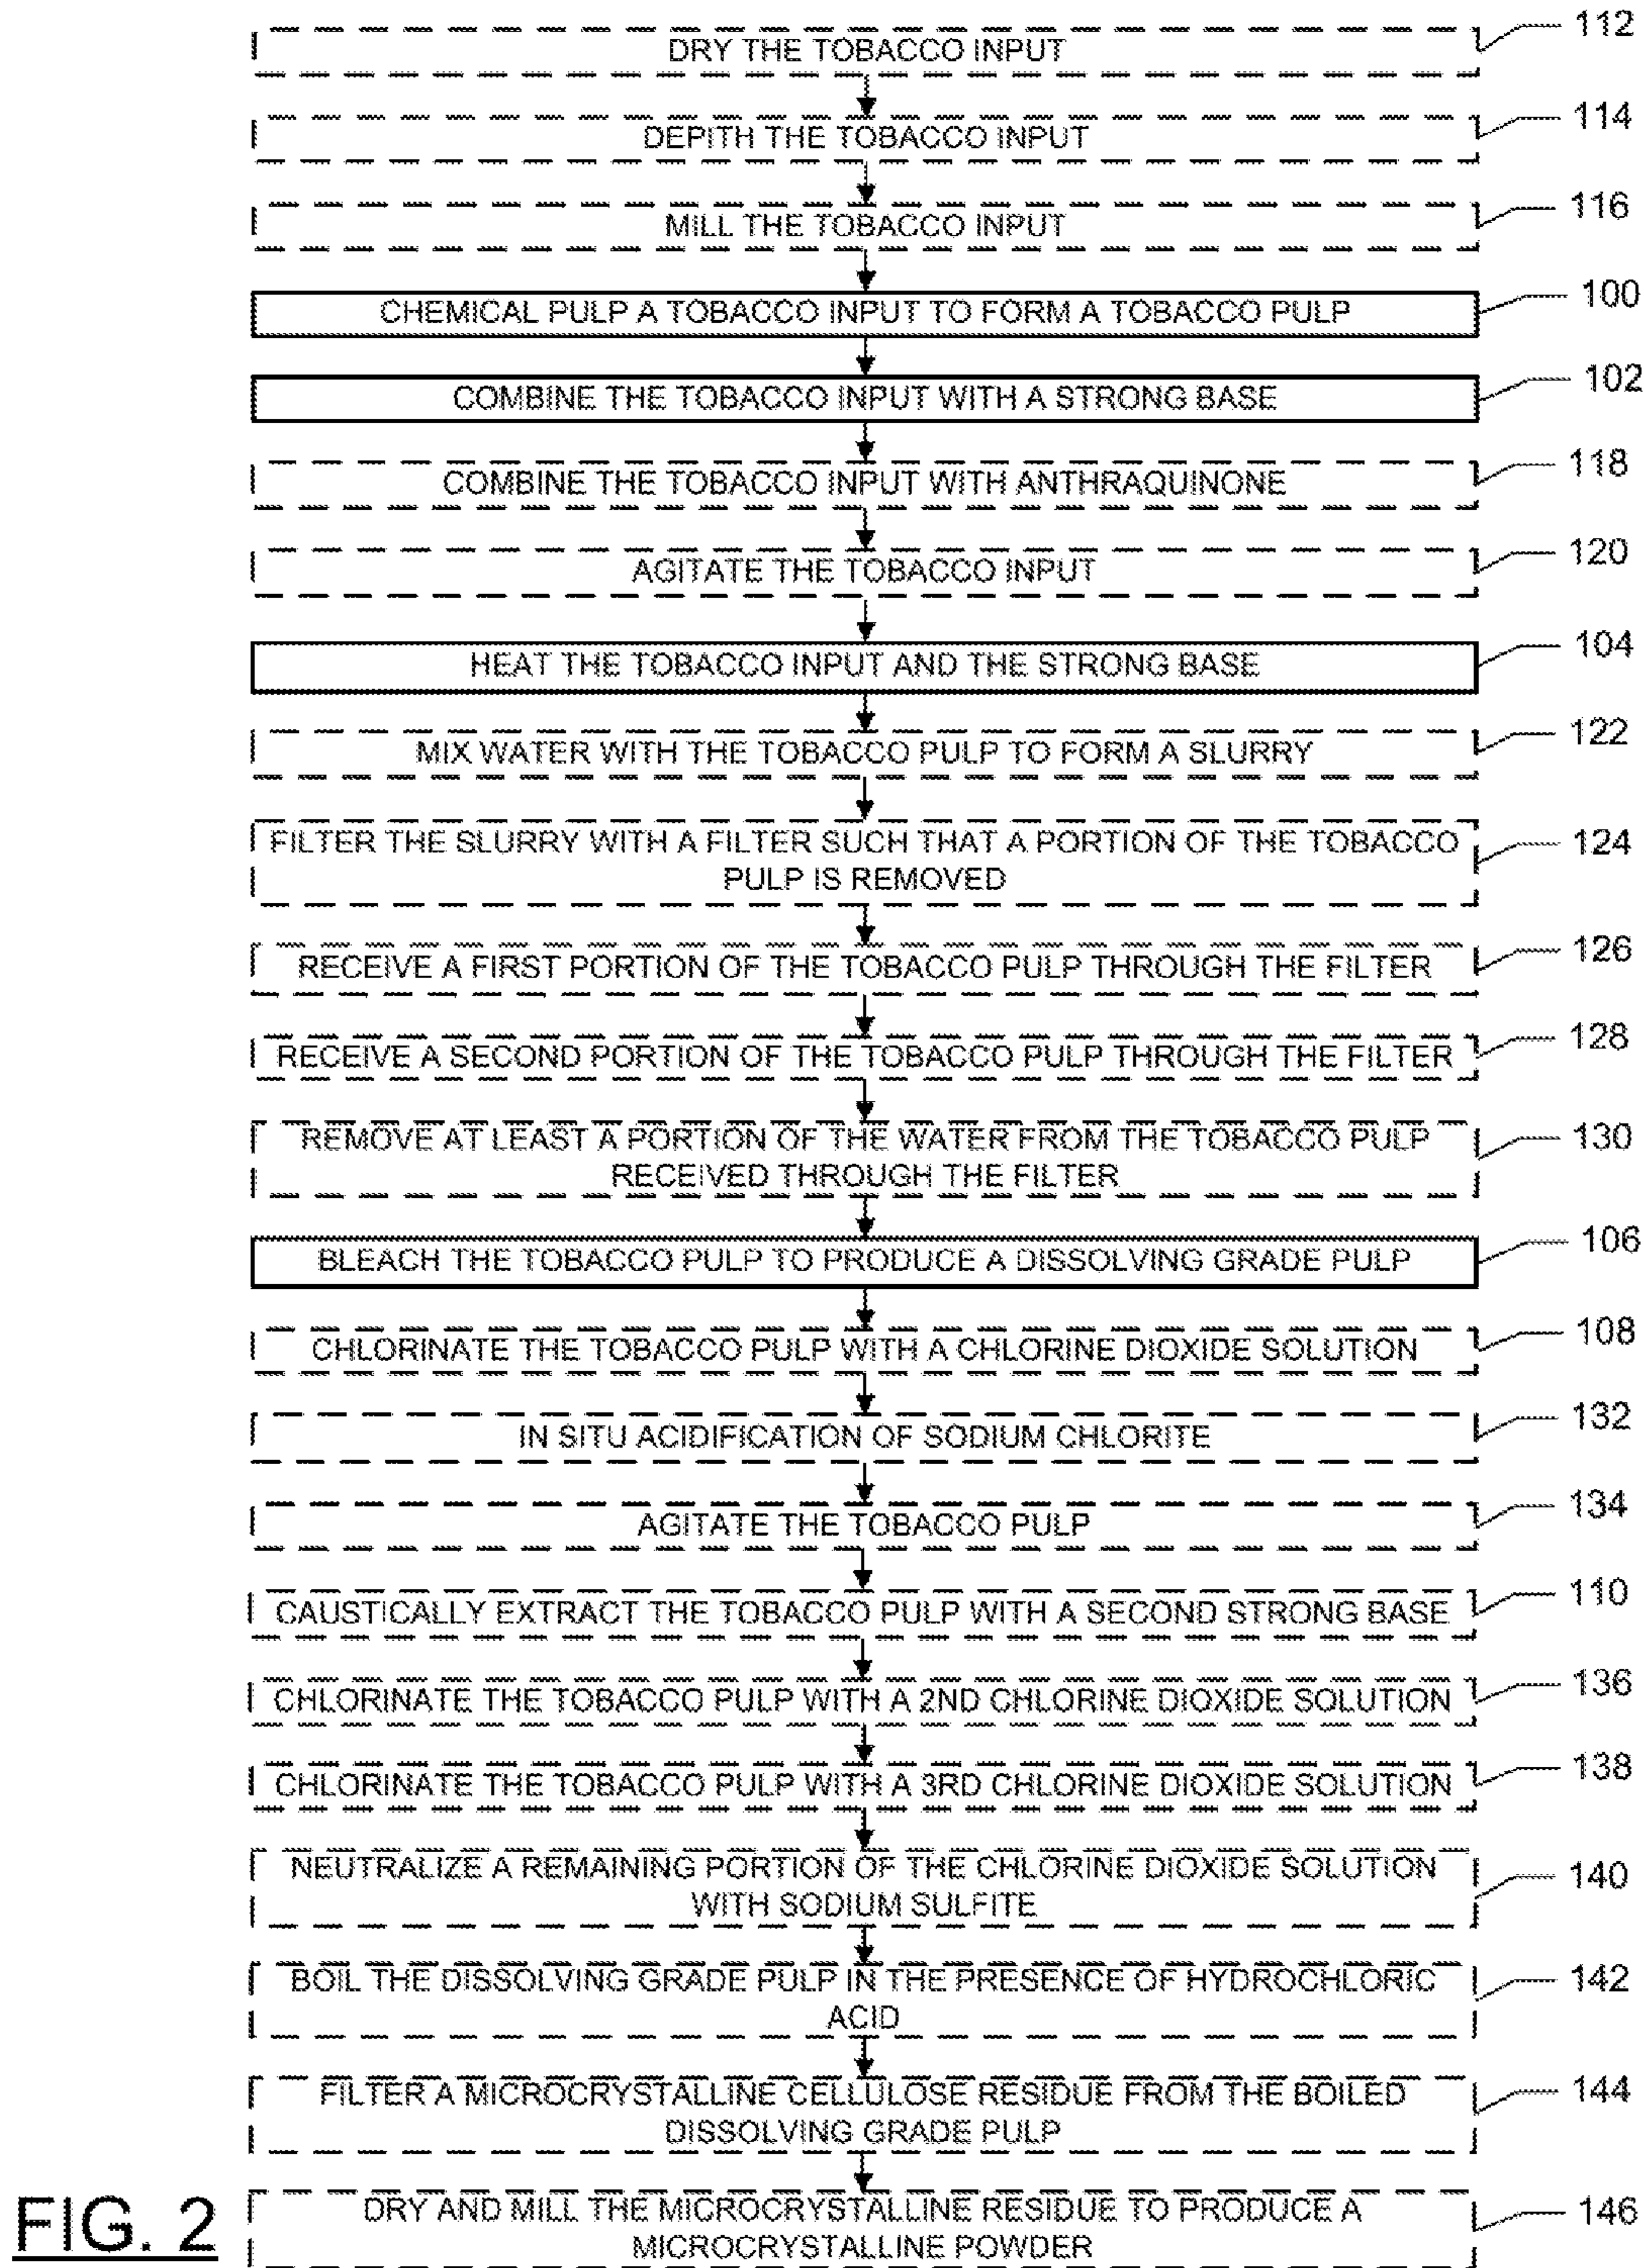 DRY THE TOBACCO INPUT 112
DEPITH THE TOBACCO INPUT 114
MILL THE TOBACCO INPUT 116
CHEMICAL PULP A TOBACCO INPUT TO FORM A TOBACCO PULP 100
COMBINE THE TOBACCO INPUT WITH A STRONG BASE 102
COMBINE THE TOBACCO INPUT WITH ANTHRAQUINONE 118
AGITATE THE TOBACCO INPUT 120
HEAT THE TOBACCO INPUT AND THE STRONG BASE 104
MIX WATER WITH THE TOBACCO PULP TO FORM A SLURRY 122
FILTER THE SLURRY WITH A FILTER SUCH THAT A PORTION OF THE TOBACCO 124
PULP IS REMOVED
RECEIVE A FIRST PORTION OF THE TOBACCO PULP THROUGH THE FILTER 126
RECEIVE A SECOND PORTION OF THE TOBACCO PULP THROUGH THE FILTER 128
REMOVE AT LEAST A PORTION OF THE WATER FROM THE TOBACCO PULP 130
RECEIVED THROUGH THE FILTER
BLEACH THE TOBACCO PULP TO PRODUCE A DISSOLVING GRADE PULP 106
CHLORINATE THE TOBACCO PULP WITH A CHLORINE DIOXIDE SOLUTION 108
IN SITU ACIDIFICATION OF SODIUM CHLORITE 132
AGITATE THE TOBACCO PULP 134
CAUSTICALLY EXTRACT THE TOBACCO PULP WITH A SECOND STRONG BASE 110
CHLORINATE THE TOBACCO PULP WITH A 2ND CHLORINE DIOXIDE SOLUTION 136
CHLORINATE THE TOBACCO PULP WITH A 3RD CHLORINE DIOXIDE SOLUTION 138
NEUTRALIZE A REMAINING PORTION OF THE CHLORINE DIOXIDE SOLUTION 140
WITH SODIUM SULFITE
BOIL THE DISSOLVING GRADE PULP IN THE PRESENCE OF HYDROCHLORIC 142
ACID
FILTER A MICROCRYSTALLINE CELLULOSE RESIDUE FROM THE BOILED 144
DISSOLVING GRADE PULP
DRY AND MILL THE MICROCRYSTALLINE RESIDUE TO PRODUCE A 146
MICROCRYSTALLINE POWDER
FIG. 2